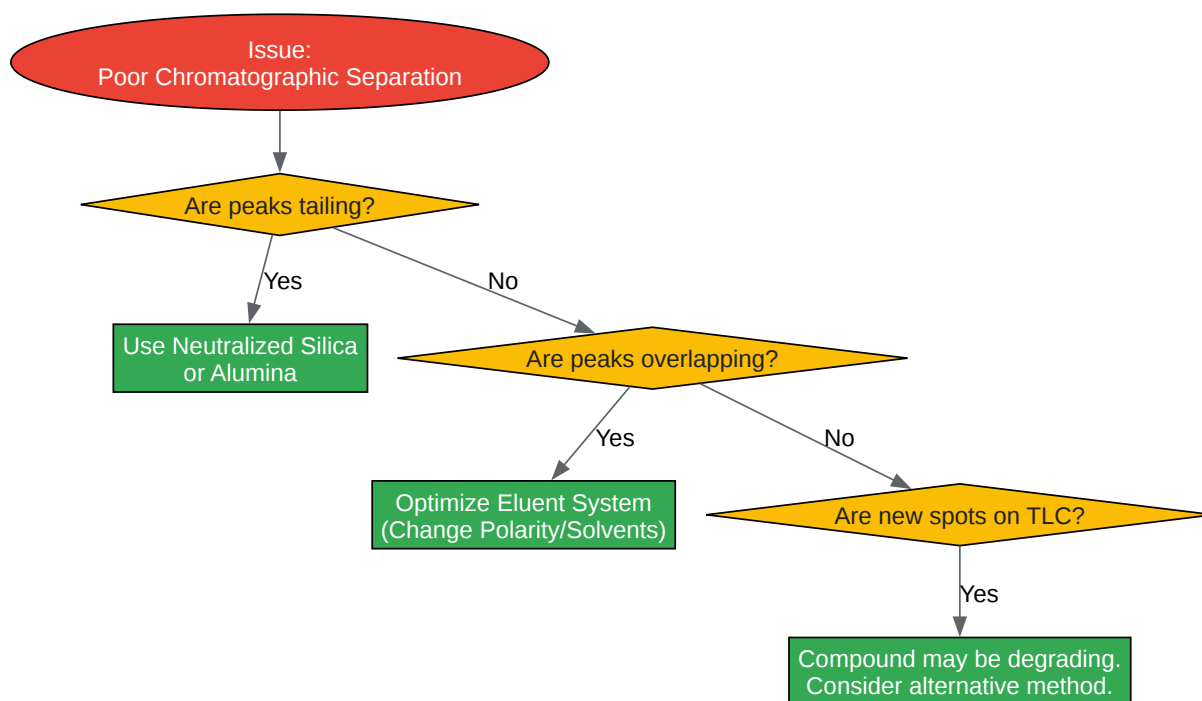 Issue:
Poor Chromatographic Separation
Are peaks tailing?
Yes
No
Use Neutralized Silica
or Alumina
Are peaks overlapping?
Yes
No
Optimize Eluent System
(Change Polarity/Solvents)
Are new spots on TLC?
Yes
Compound may be degrading.
Consider alternative method.